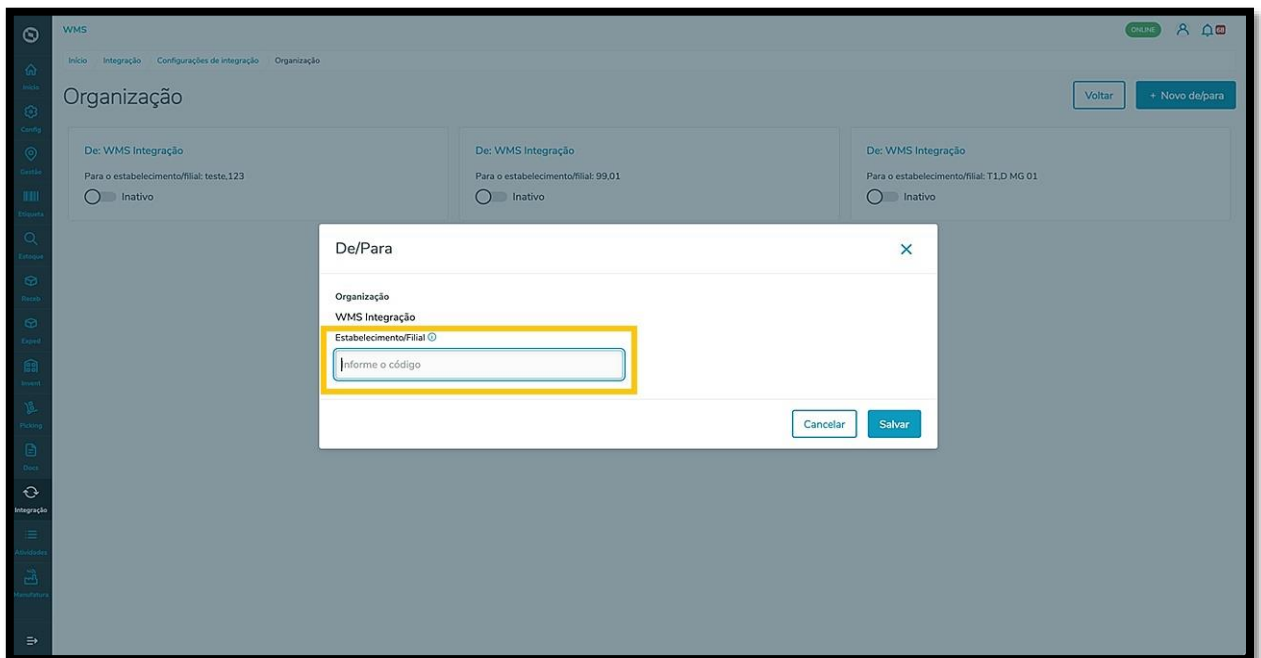 WMS
ONLINE
68
Início Integração Configurações de integração Organização
Organização
Voltar
+ Novo de/para
De: WMS Integração
Para o estabelecimento/filial: teste,123
Inativo
De: WMS Integração
Para o estabelecimento/filial: 99,01
Inativo
De: WMS Integração
Para o estabelecimento/filial: T1,D MG 01
Inativo
De/Para
Organização
WMS Integração
Estabelecimento/Filial
Informe o código
Cancelar
Salvar
Início
Config
Gestão
Etiqueta
Estoque
Receb
Exped
Invent
Picking
Docs
Integração
Atividades
Manufatura